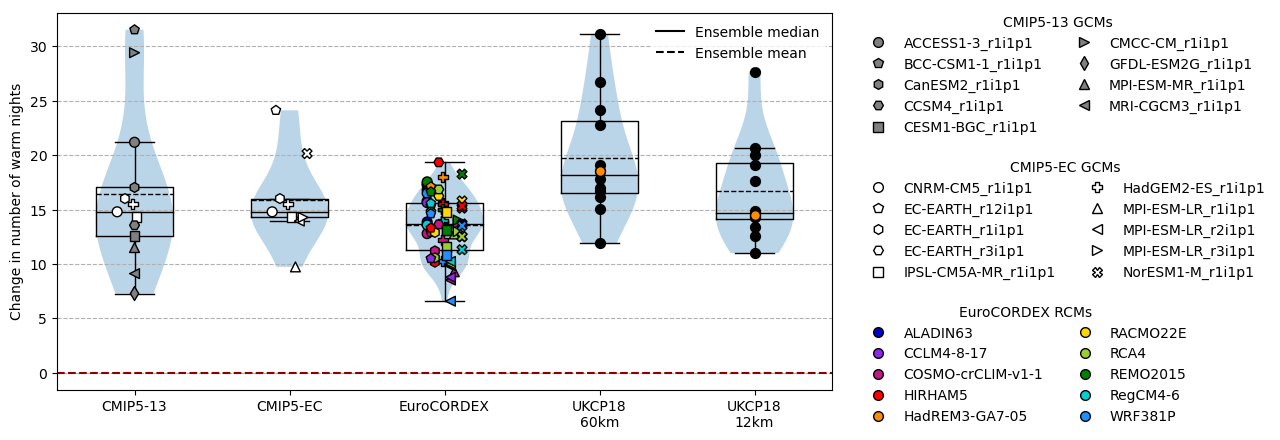 Change in number of warm nights
30
25
20
15
10
5
0
Ensemble median
Ensemble mean
CMIP5-13
CMIP5-EC
EuroCORDEX
UKCP18
60km
UKCP18
12km
CMIP5-13 GCMs
ACCESS1-3_r1i1p1
BCC-CSM1-1_r1i1p1
CanESM2_r1i1p1
CCSM4_r1i1p1
CESM1-BGC_r1i1p1
CMCC-CM_r1i1p1
GFDL-ESM2G_r1i1p1
MPI-ESM-MR_r1i1p1
MRI-CGCM3_r1i1p1
CMIP5-EC GCMs
CNRM-CM5_r1i1p1
EC-EARTH_r12i1p1
EC-EARTH_r1i1p1
EC-EARTH_r3i1p1
IPSL-CM5A-MR_r1i1p1
HadGEM2-ES_r1i1p1
MPI-ESM-LR_r1i1p1
MPI-ESM-LR_r2i1p1
MPI-ESM-LR_r3i1p1
NorESM1-M_r1i1p1
EuroCORDEX RCMs
ALADIN63
CCLM4-8-17
COSMO-crCLIM-v1-1
HIRHAM5
HadREM3-GA7-05
RACMO22E
RCA4
REMO2015
RegCM4-6
WRF381P